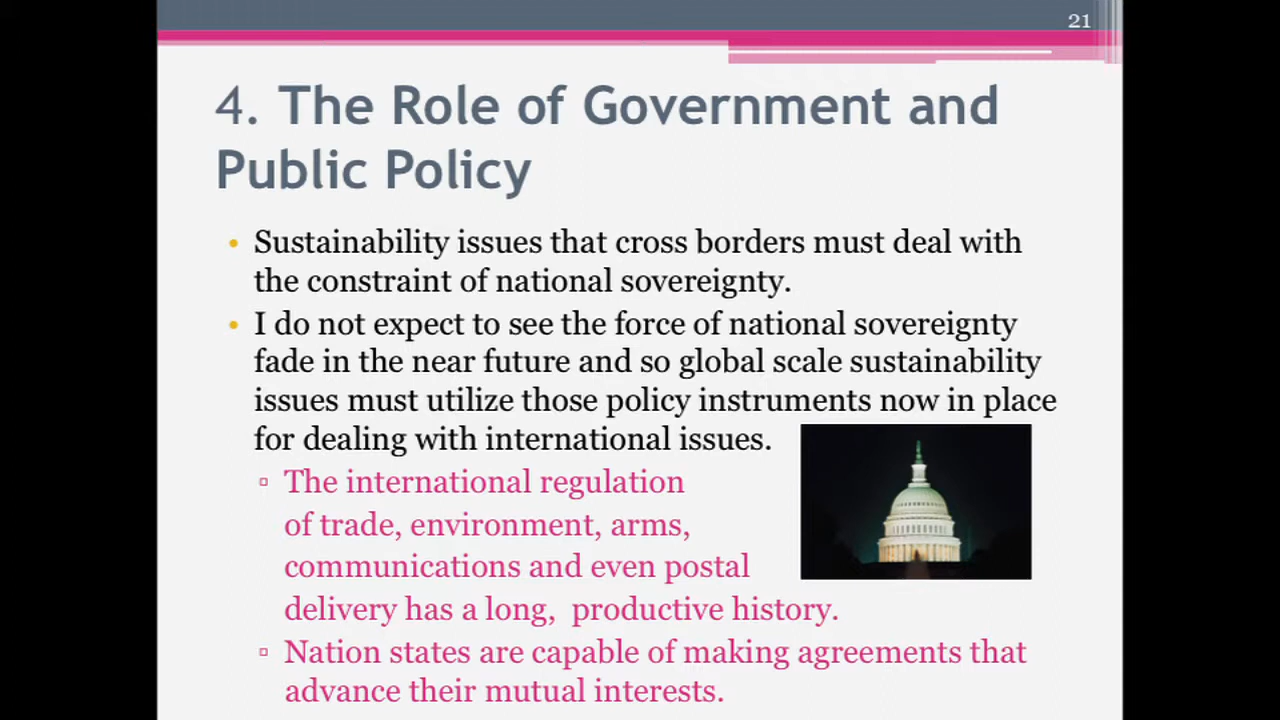 21
4. The Role of Government and
Public Policy
• Sustainability issues that cross borders must deal with
the constraint of national sovereignty.
• I do not expect to see the force of national sovereignty
fade in the near future and so global scale sustainability
issues must utilize those policy instruments now in place
for dealing with international issues.
▫ The international regulation
of trade, environment, arms,
communications and even postal
delivery has a long,  productive history.
▫ Nation states are capable of making agreements that
advance their mutual interests.